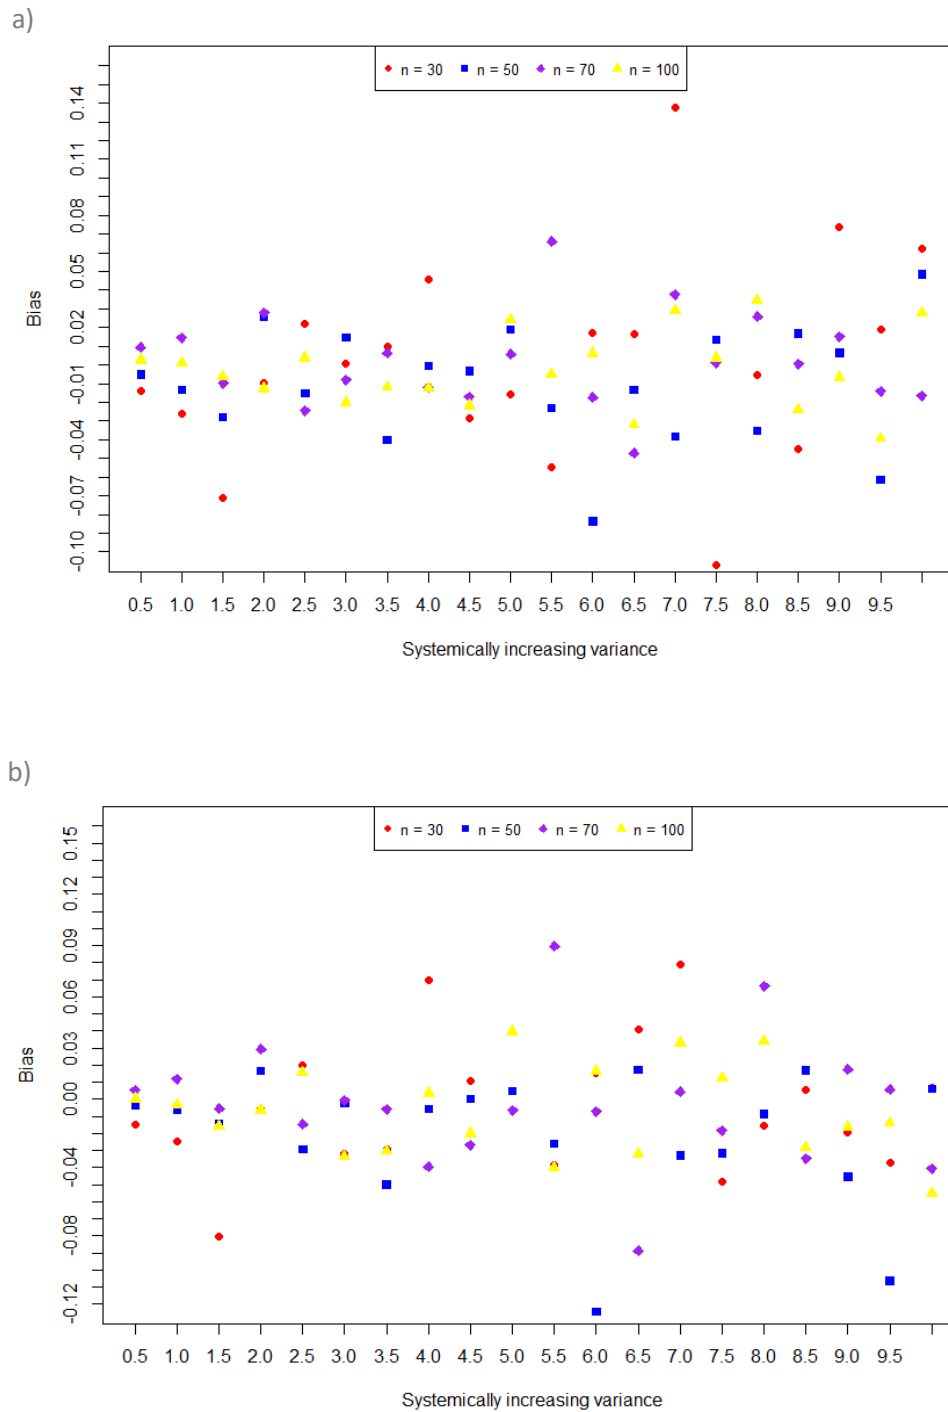 a)
n = 30 n = 50 n = 70 n = 100
0.14
0.11
0.08
0.05
0.02
-0.01
-0.04
-0.07
-0.10
Bias
0.5 1.0 1.5 2.0 2.5 3.0 3.5 4.0 4.5 5.0 5.5 6.0 6.5 7.0 7.5 8.0 8.5 9.0 9.5
Systemically increasing variance
b)
n = 30 n = 50 n = 70 n = 100
0.15
0.12
0.09
0.06
0.03
0.00
-0.04
-0.08
-0.12
Bias
0.5 1.0 1.5 2.0 2.5 3.0 3.5 4.0 4.5 5.0 5.5 6.0 6.5 7.0 7.5 8.0 8.5 9.0 9.5
Systemically increasing variance